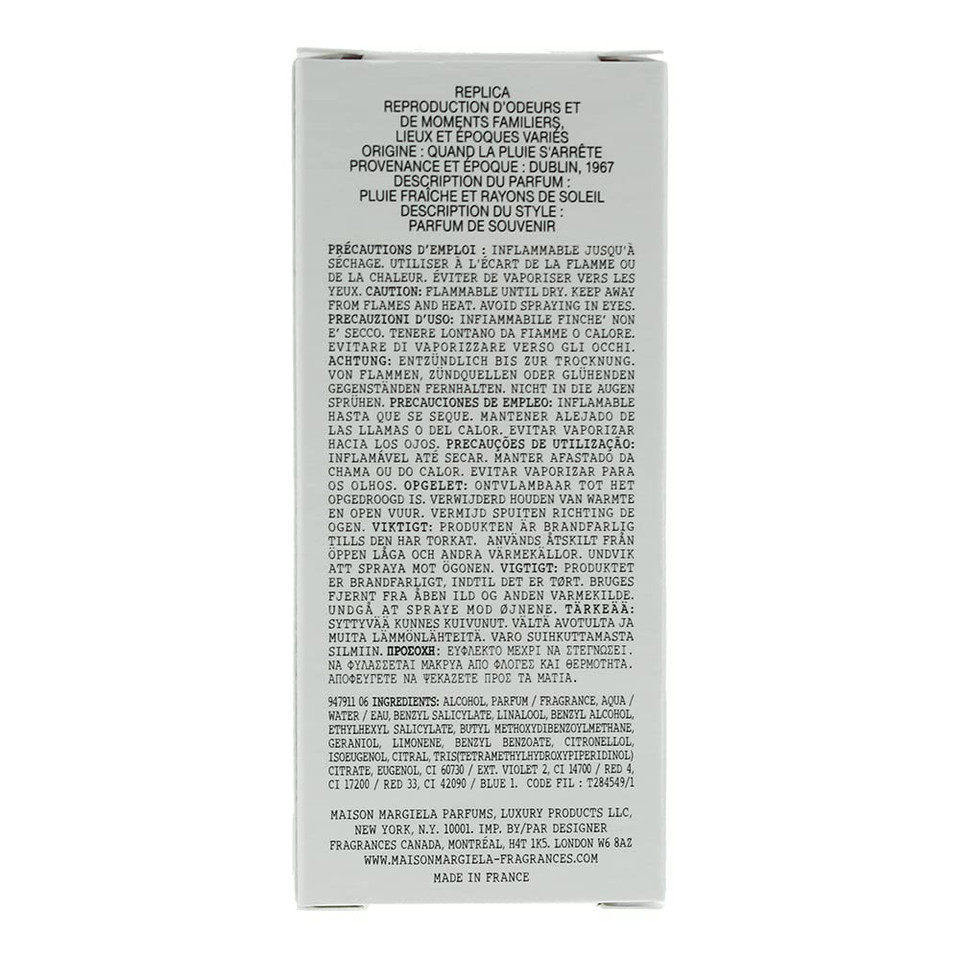 REPLICA
REPRODUCTION D'ODEURS ET
DE MOMENTS FAMILIERS,
LIEUX ET ÉPOQUES VARIÉS
ORIGINE : QUAND LA PLUIE S'ARRÊTE
PROVENANCE ET ÉPOQUE : DUBLIN, 1967
DESCRIPTION DU PARFUM :
PLUIE FRAÎCHE ET RAYONS DE SOLEIL
DESCRIPTION DU STYLE :
PARFUM DE SOUVENIR
PRÉCAUTIONS D'EMPLOI : INFLAMMABLE JUSQU'À
SÉCHAGE. UTILISER À L'ÉCART DE LA FLAMME OU
DE LA CHALEUR. ÉVITER DE VAPORISER VERS LES
YEUX. CAUTION: FLAMMABLE UNTIL DRY. KEEP AWAY
FROM FLAMES AND HEAT. AVOID SPRAYING IN EYES.
PRECAUZIONI D'USO: INFIAMMABILE FINCHE' NON
E' SECCO. TENERE LONTANO DA FIAMME O CALORE.
EVITARE DI VAPORIZZARE VERSO GLI OCCHI.
ACHTUNG: ENTZÜNDLICH BIS ZUR TROCKNUNG.
VON FLAMMEN, ZÜNDQUELLEN ODER GLÜHENDEN
GEGENSTÄNDEN FERNHALTEN. NICHT IN DIE AUGEN
SPRÜHEN. PRECAUCIONES DE EMPLEO: INFLAMABLE
HASTA QUE SE SEQUE. MANTENER ALEJADO DE
LAS LLAMAS O DEL CALOR. EVITAR VAPORIZAR
HACIA LOS OJOS. PRECAUÇÕES DE UTILIZAÇÃO:
INFLAMÁVEL ATÉ SECAR. MANTER AFASTADO DA
CHAMA OU DO CALOR. EVITAR VAPORIZAR PARA
OS OLHOS. OPGELET: ONTVLAMBAAR TOT HET
OPGEDROOGD IS. VERWIJDERD HOUDEN VAN WARMTE
EN OPEN VUUR. VERMIJD SPUITEN RICHTING DE
OGEN. VIKTIGT: PRODUKTEN ÄR BRANDFARLIG
TILLS DEN HAR TORKAT. ANVÄNDS ÅTSKILT FRÅN
ÖPPEN LÅGA OCH ANDRA VÄRMEKÄLLOR. UNDVIK
ATT SPRAYA MOT ÖGONEN. VIGTIGT: PRODUKTET
ER BRANDFARLIGT, INDTIL DET ER TØRT. BRUGES
FJERNT FRA ÅBEN ILD OG ANDEN VARMEKILDE.
UNDGÅ AT SPRAYE MOD ØJNENE. TÄRKEÄÄ:
SYTTYVÄÄ KUNNES KUIVUNUT. VÄLTÄ AVOTULTA JA
MUITA LÄMMÖNLÄHTEITÄ. VARO SUIHKUTTAMASTA
SILMIIN. ΠΡΟΣΟΧΗ: ΕΥΦΛΕΚΤΟ ΜΕΧΡΙ ΝΑ ΣΤΕΓΝΩΣΕΙ.
ΝΑ ΦΥΛΑΣΣΕΤΑΙ ΜΑΚΡΥΑ ΑΠΟ ΦΛΟΓΕΣ ΚΑΙ ΘΕΡΜΟΤΗΤΑ.
ΑΠΟΦΕΥΓΕΤΕ ΝΑ ΨΕΚΑΖΕΤΕ ΠΡΟΣ ΤΑ ΜΑΤΙΑ.
947911 06 INGREDIENTS: ALCOHOL, PARFUM / FRAGRANCE, AQUA /
WATER / EAU, BENZYL SALICYLATE, LINALOOL, BENZYL ALCOHOL,
ETHYLHEXYL SALICYLATE, BUTYL METHOXYDIBENZOYLMETHANE,
GERANIOL, LIMONENE, BENZYL BENZOATE, CITRONELLOL,
ISOEUGENOL, CITRAL, TRIS(TETRAMETHYLHYDROXYPIPERIDINOL)
CITRATE, EUGENOL, CI 60730 / EXT. VIOLET 2, CI 14700 / RED 4,
CI 17200 / RED 33, CI 42090 / BLUE 1. CODE FIL : T284549/1
MAISON MARGIELA PARFUMS, LUXURY PRODUCTS LLC,
NEW YORK, N.Y. 10001. IMP. BY/PAR DESIGNER
FRAGRANCES CANADA, MONTRÉAL, H4T 1K5. LONDON W6 8AZ
WWW.MAISONMARGIELA-FRAGRANCES.COM
MADE IN FRANCE